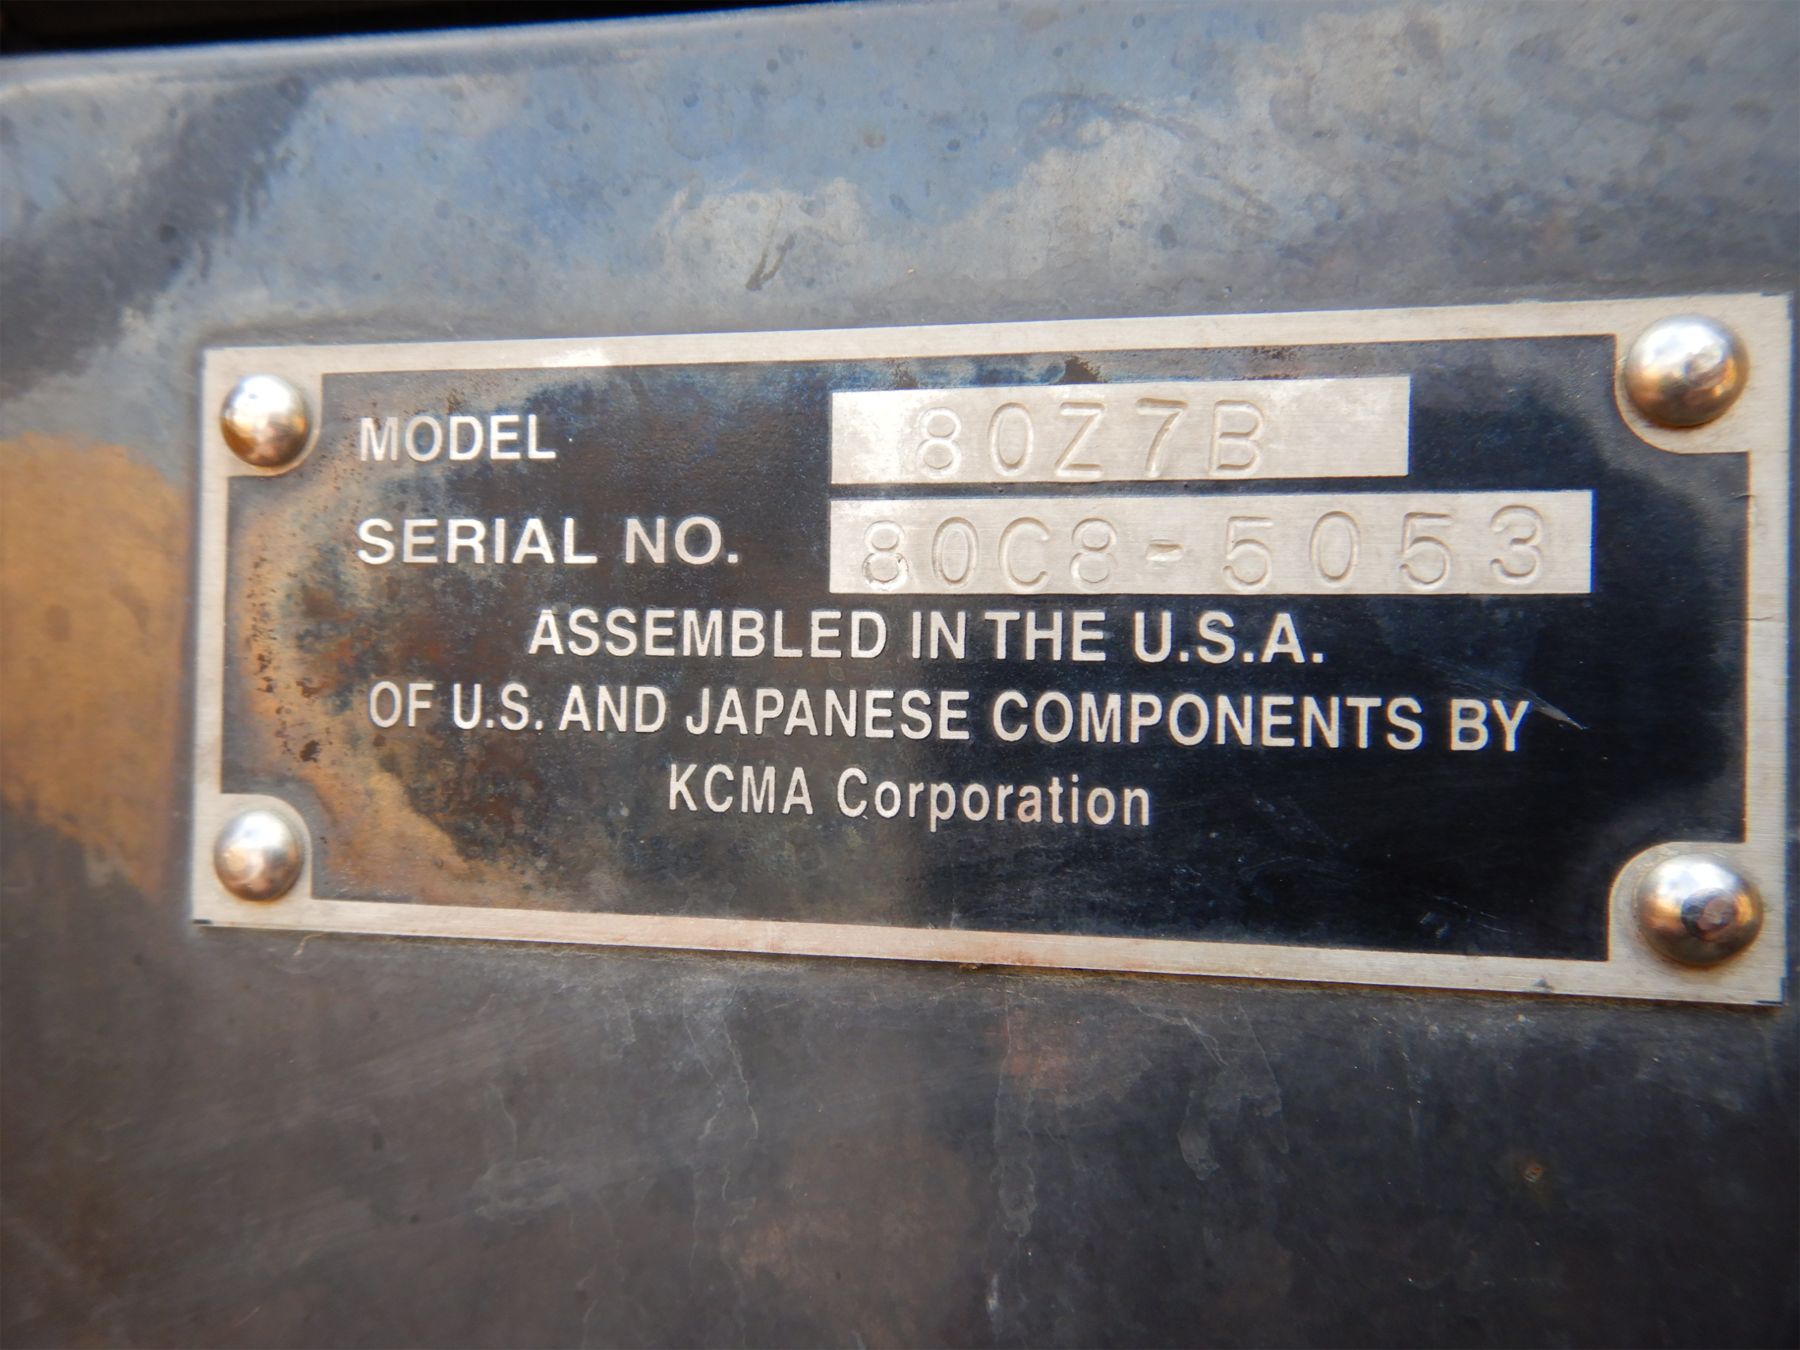 MODEL 80Z7B
SERIAL NO. 80C8-5053
ASSEMBLED IN THE U.S.A.
OF U.S. AND JAPANESE COMPONENTS BY
KCMA Corporation